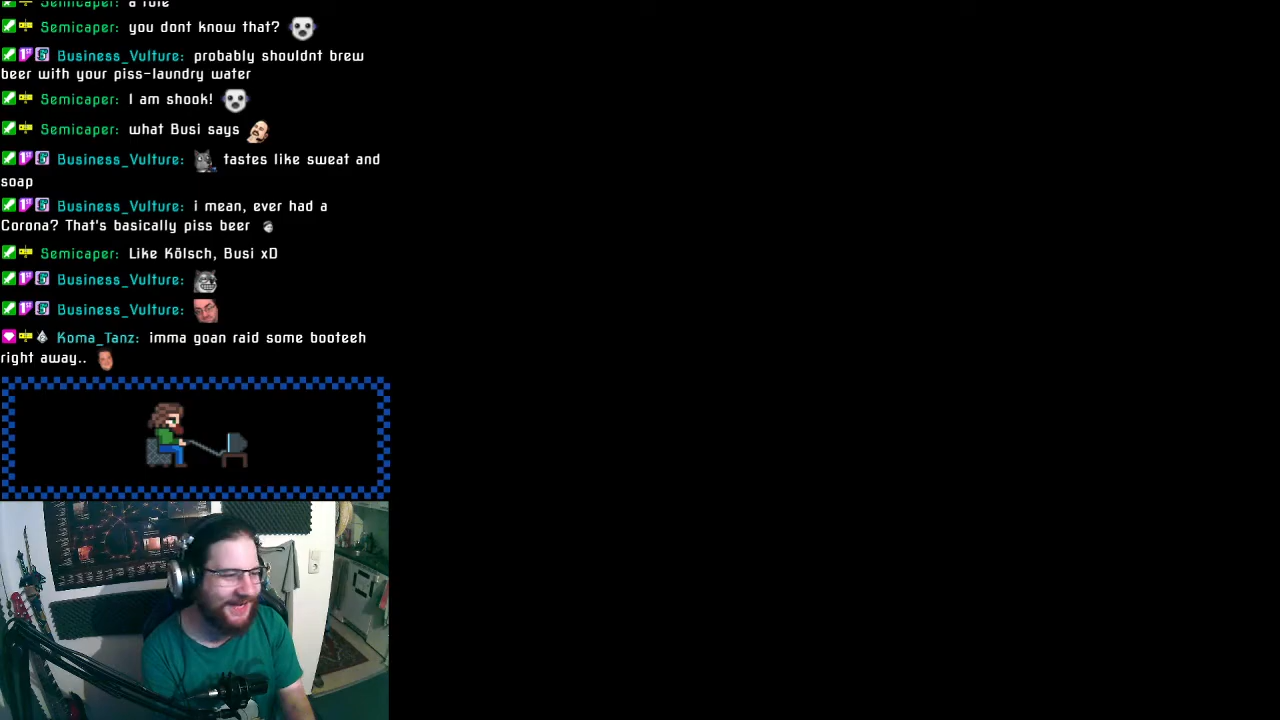 a rule
Semicaper: you dont know that?
Business_Vulture: probably shouldnt brew
beer with your piss-laundry water
Semicaper: I am shook!
Semicaper: what Busi says
Business_Vulture: tastes like sweat and
soap
Business_Vulture: i mean, ever had a
Corona? That's basically piss beer
Semicaper: Like Kölsch, Busi xD
Business_Vulture:
Business_Vulture:
Koma_Tanz: imma goan raid some booteeh
right away..